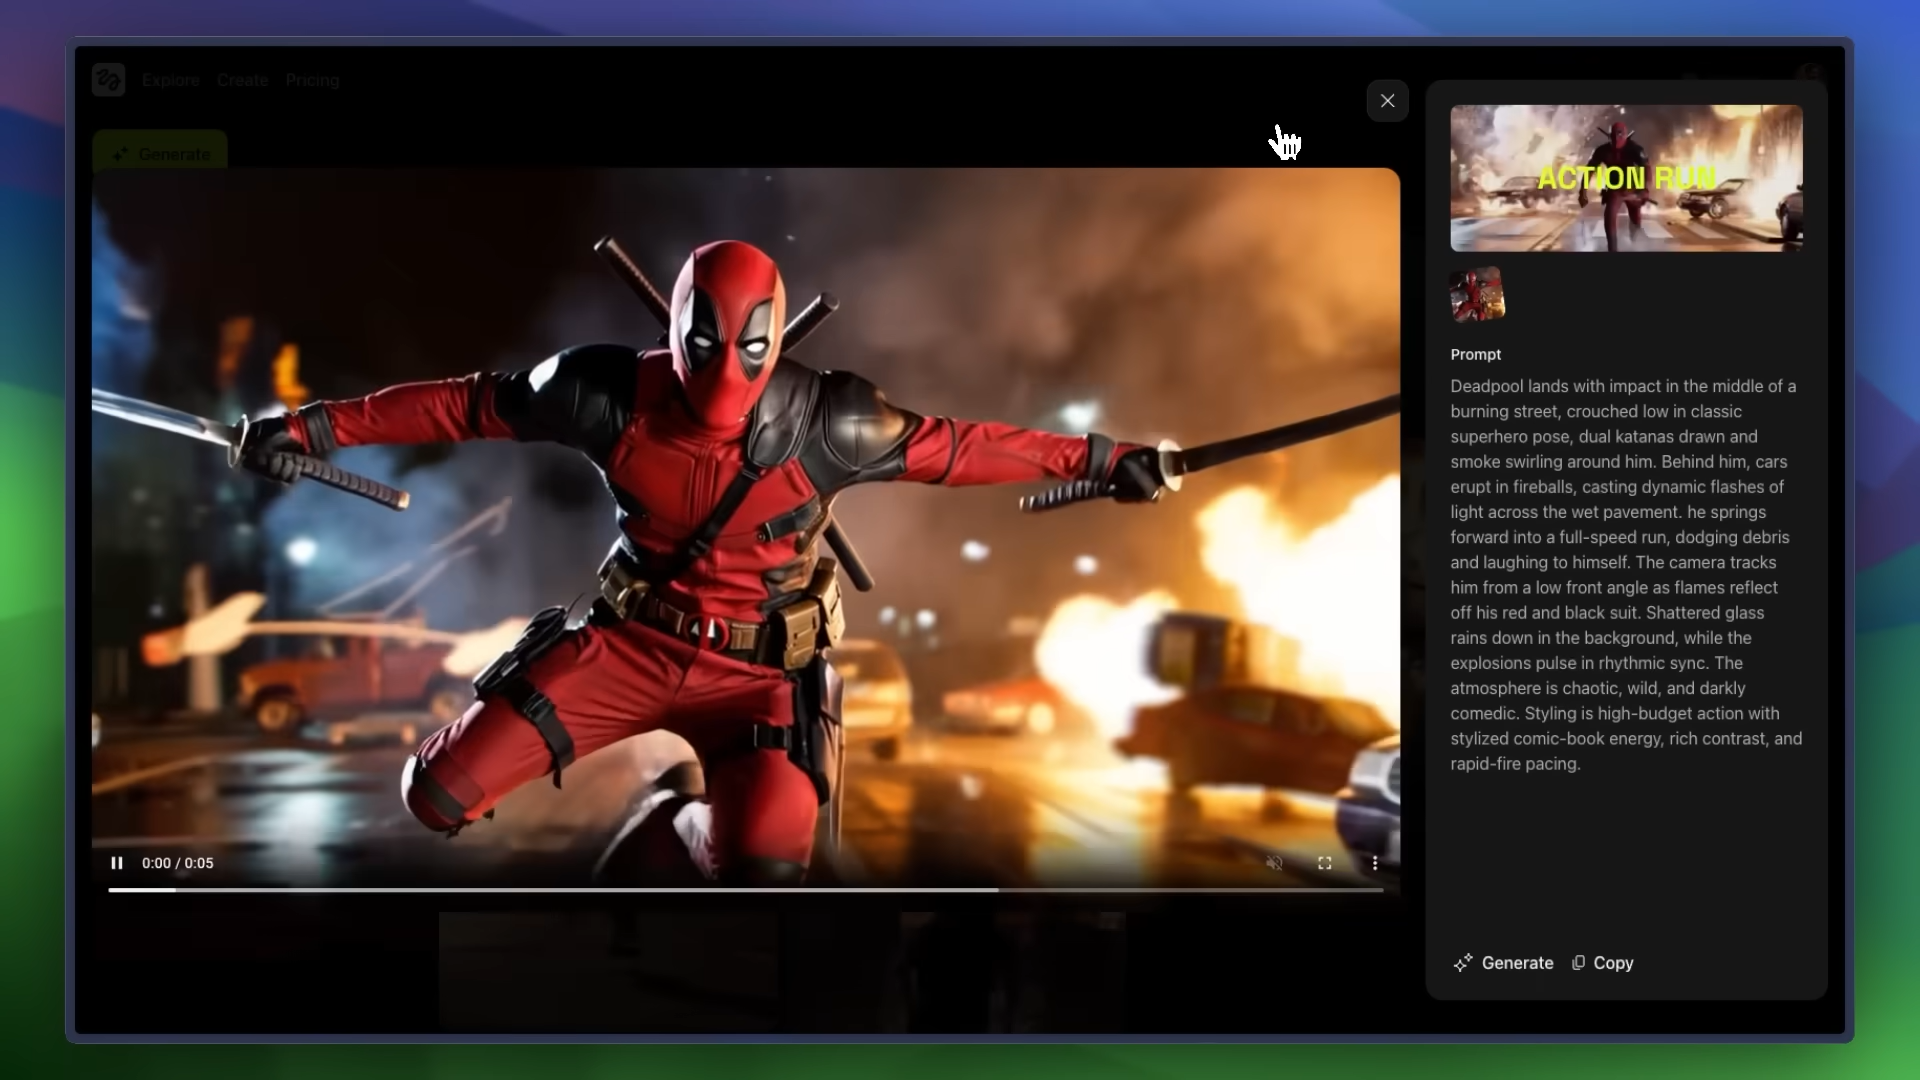 Explore Create Pricing
Generate
ACTION RUN
Prompt
Deadpool lands with impact in the middle of a
burning street, crouched low in classic
superhero pose, dual katanas drawn and
smoke swirling around him. Behind him, cars
erupt in fireballs, casting dynamic flashes of
light across the wet pavement. he springs
forward into a full-speed run, dodging debris
and laughing to himself. The camera tracks
him from a low front angle as flames reflect
off his red and black suit. Shattered glass
rains down in the background, while the
explosions pulse in rhythmic sync. The
atmosphere is chaotic, wild, and darkly
comedic. Styling is high-budget action with
stylized comic-book energy, rich contrast, and
rapid-fire pacing.
0:00 / 0:05
Generate Copy